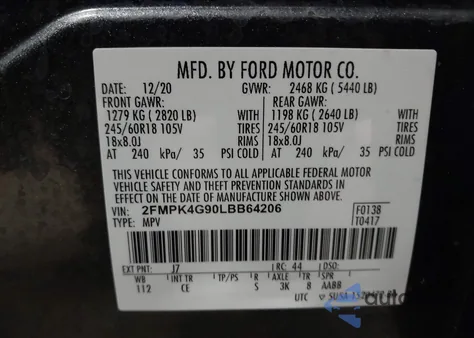 MFD. BY FORD MOTOR CO.
DATE: 12/20 GVWR: 2468 KG ( 5440 LB)
FRONT GAWR: REAR GAWR:
1279 KG ( 2820 LB) WITH 1198 KG ( 2640 LB) WITH
245/60R18 105V TIRES 245/60R18 105V TIRES
18x8.0J RIMS 18x8.0J RIMS
AT 240 kPa/ 35 PSI COLD AT 240 kPa/ 35 PSI COLD
THIS VEHICLE CONFORMS TO ALL APPLICABLE FEDERAL MOTOR
VEHICLE SAFETY AND THEFT PREVENTION STANDARDS IN
EFFECT ON THE DATE OF MANUFACTURE SHOWN ABOVE.
VIN: 2FMPK4G90LBB64206 F0138
TYPE: MPV T0417
EXT PNT: J7 RC: 44 DSO:
WB INT TR TP/PS R AXLE TR SPR
112 CE S 3K 8 AABB
UTC
auto